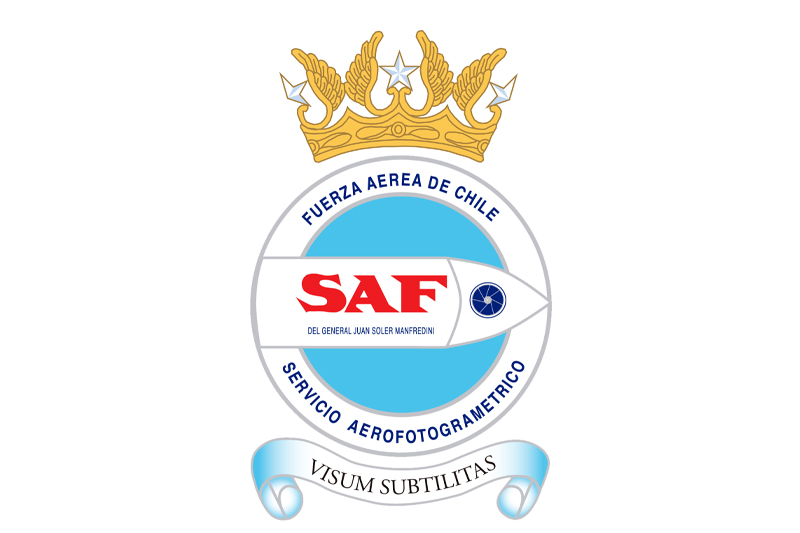 FUERZA AEREA DE CHILE
SAF
DEL GENERAL JUAN SOLER MANFREDINI
SERVICIO AEROFOTOGRAMETRICO
VISUM SUBTILITAS